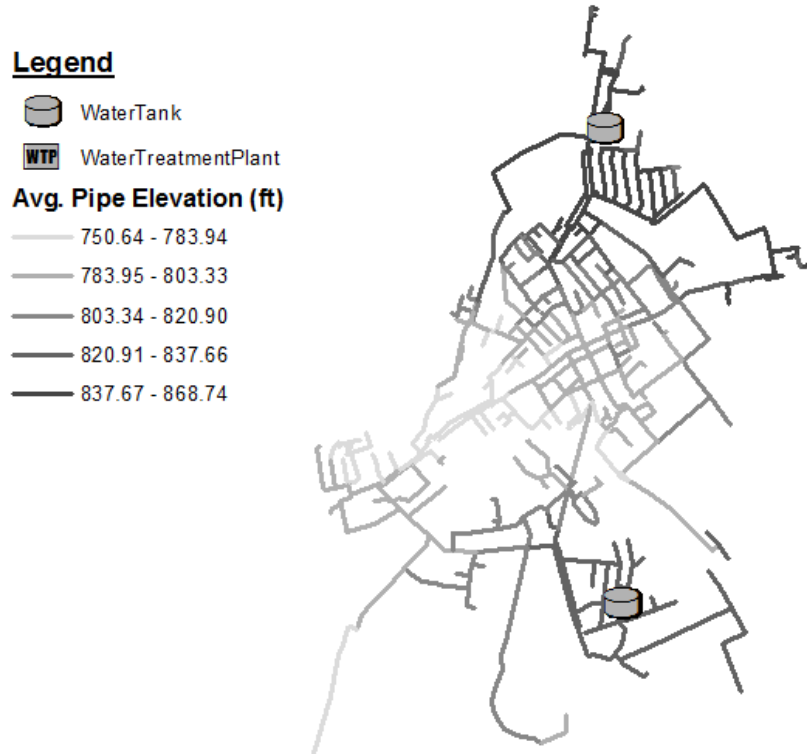 Legend
WaterTank
WTP WaterTreatmentPlant
Avg. Pipe Elevation (ft)
750.64 - 783.94
783.95 - 803.33
803.34 - 820.90
820.91 - 837.66
837.67 - 868.74